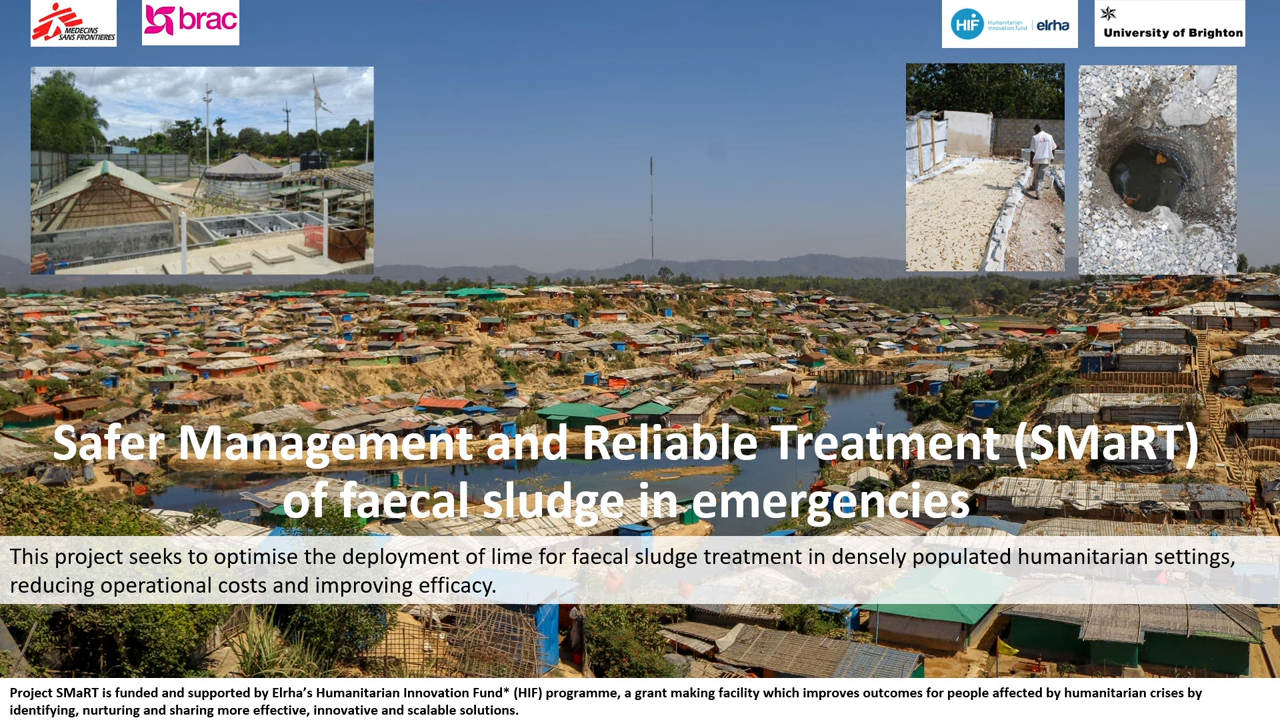 MEDECINS
SANS FRONTIERES
brac
HIF
humanitarian
innovation fund
elrha
University of Brighton
Safer Management and Reliable Treatment (SMaRT)
of faecal sludge in emergencies
This project seeks to optimise the deployment of lime for faecal sludge treatment in densely populated humanitarian settings,
reducing operational costs and improving efficacy.
Project SMaRT is funded and supported by Elrha’s Humanitarian Innovation Fund* (HIF) programme, a grant making facility which improves outcomes for people affected by humanitarian crises by
identifying, nurturing and sharing more effective, innovative and scalable solutions.